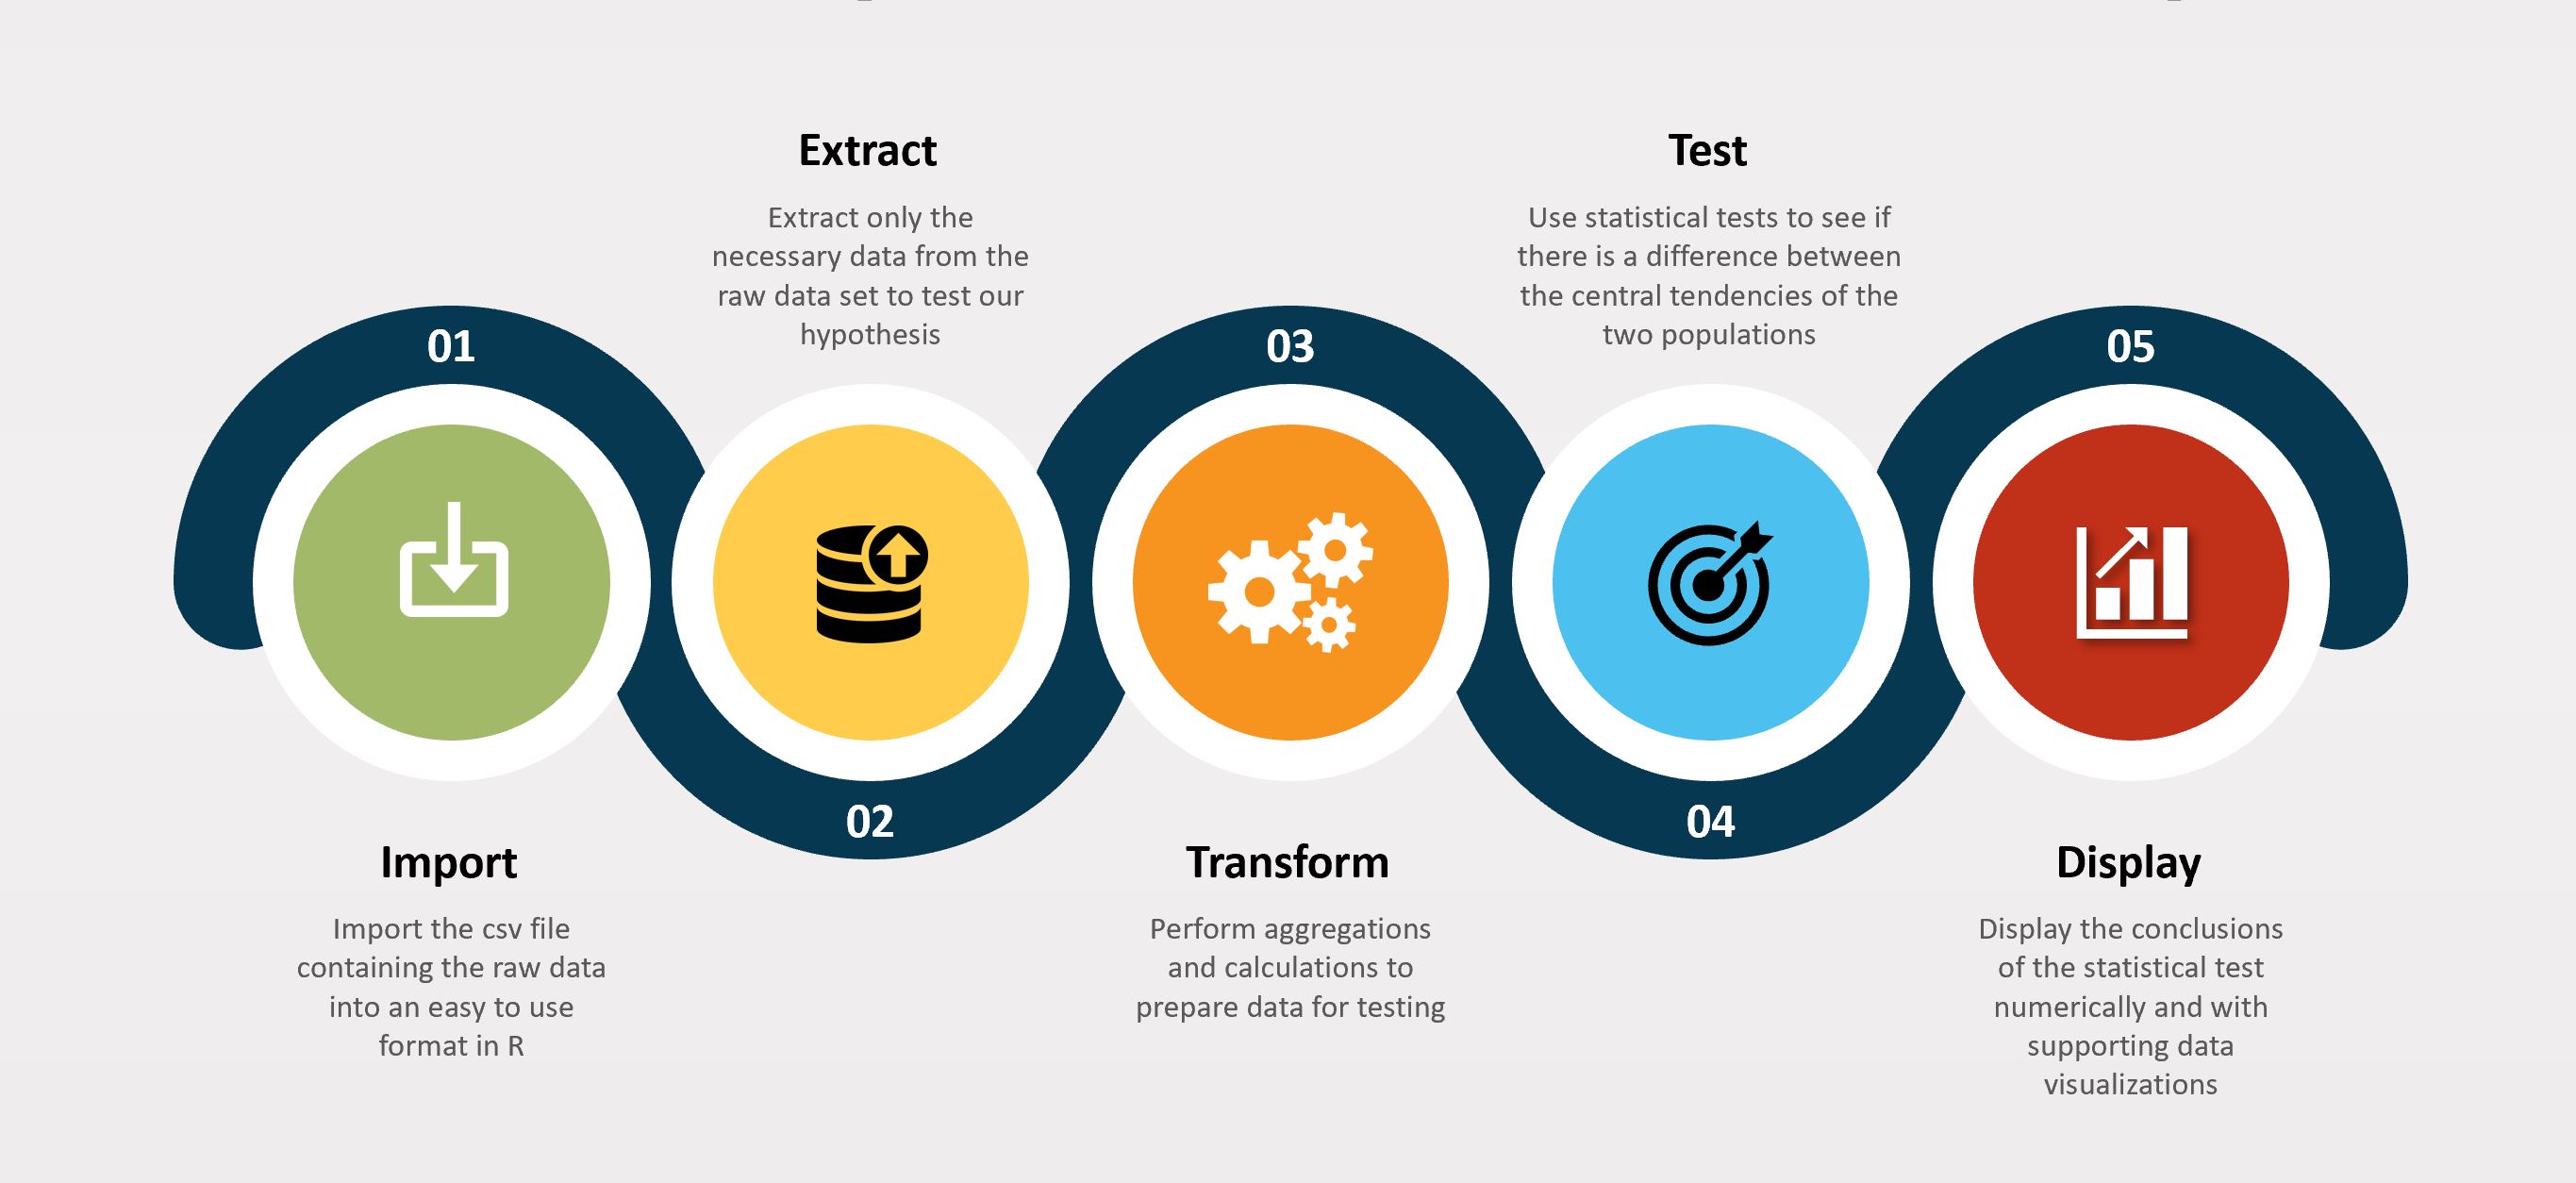 01
Import
Import the csv file
containing the raw data
into an easy to use
format in R
Extract
Extract only the
necessary data from the
raw data set to test our
hypothesis
02
03
Transform
Perform aggregations
and calculations to
prepare data for testing
Test
Use statistical tests to see if
there is a difference between
the central tendencies of the
two populations
04
05
Display
Display the conclusions
of the statistical test
numerically and with
supporting data
visualizations